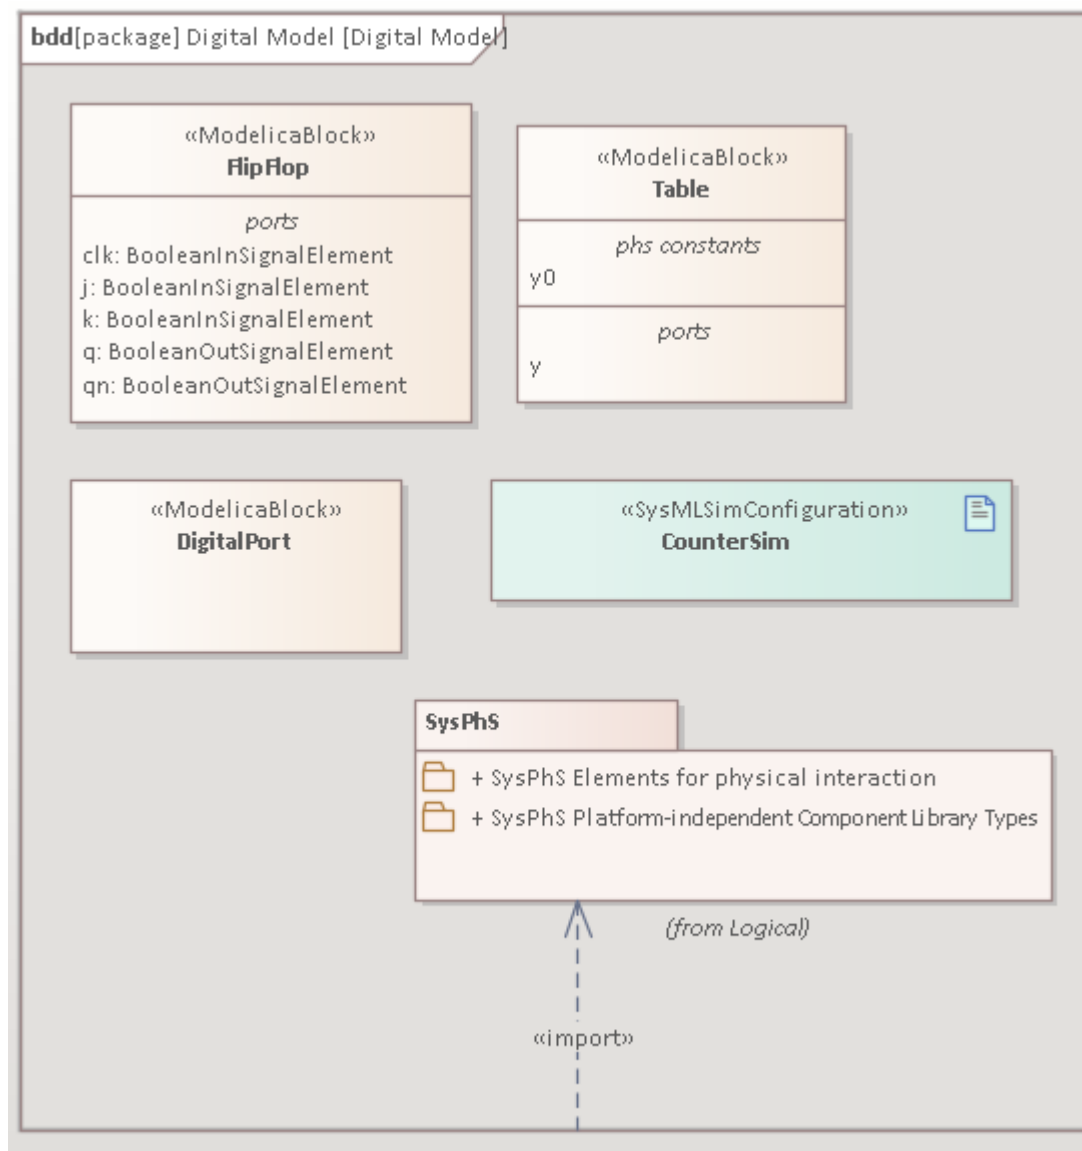 bdd[package] Digital Model [Digital Model]
«ModelicaBlock»
FlipFlop
ports
clk: BooleanInSignalElement
j: BooleanInSignalElement
k: BooleanInSignalElement
q: BooleanOutSignalElement
qn: BooleanOutSignalElement
«ModelicaBlock»
Table
phs constants
y0
ports
y
«ModelicaBlock»
DigitalPort
«SysMLSimConfiguration»
CounterSim
SysPhS
+ SysPhS Elements for physical interaction
+ SysPhS Platform-independent Component Library Types
(from Logical)
«import»